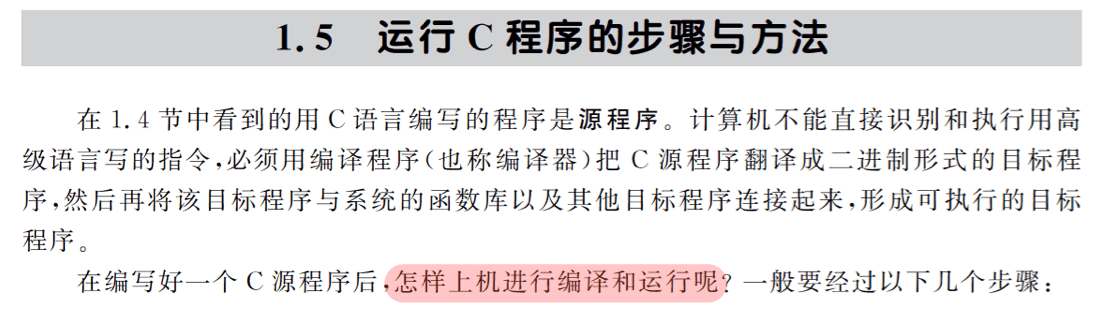 1.5 运行 C 程序的步骤与方法
在 1.4 节中看到的用 C 语言编写的程序是源程序。计算机不能直接识别和执行用高
级语言写的指令,必须用编译程序(也称编译器)把 C 源程序翻译成二进制形式的目标程
序,然后再将该目标程序与系统的函数库以及其他目标程序连接起来,形成可执行的目标
程序。
在编写好一个 C 源程序后,怎样上机进行编译和运行呢?一般要经过以下几个步骤: